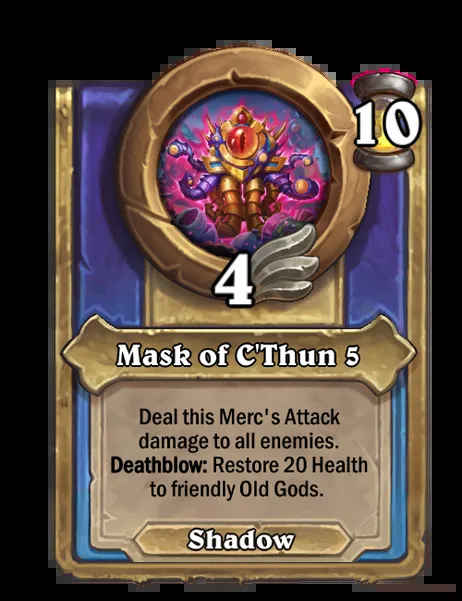 10
4
Mask of C'Thun 5
Deal this Merc's Attack
damage to all enemies.
Deathblow: Restore 20 Health
to friendly Old Gods.
Shadow